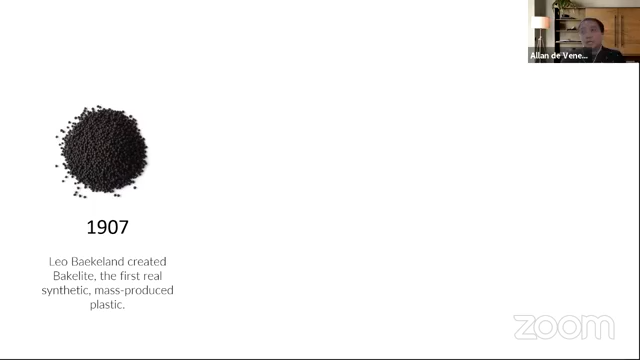 Allan de Vene...
1907
Leo Baekeland created
Bakelite, the first real
synthetic, mass-produced
plastic.
zoom